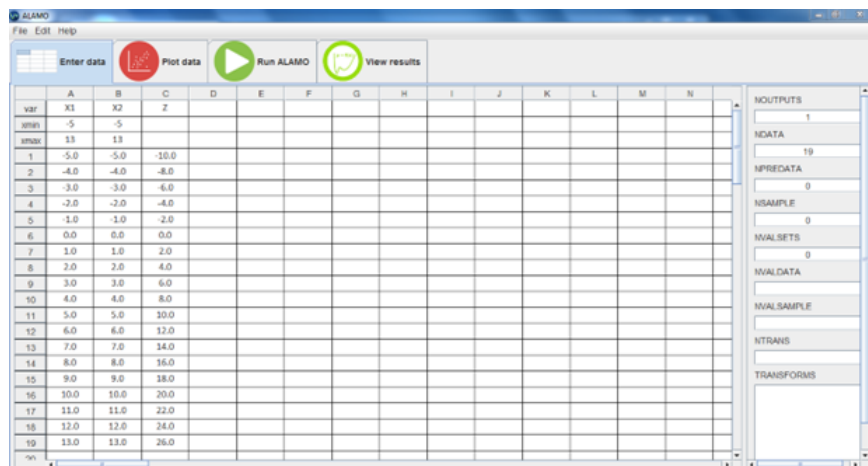 ALAMO
File Edit Help
Enter data Plot data Run ALAMO View results
A B C D E F G H I J K L M N
var X1 X2 Z
xmin -5 -5
xmax 13 13
1 -5.0 -5.0 -10.0
2 -4.0 -4.0 -8.0
3 -3.0 -3.0 -6.0
4 -2.0 -2.0 -4.0
5 -1.0 -1.0 -2.0
6 0.0 0.0 0.0
7 1.0 1.0 2.0
8 2.0 2.0 4.0
9 3.0 3.0 6.0
10 4.0 4.0 8.0
11 5.0 5.0 10.0
12 6.0 6.0 12.0
13 7.0 7.0 14.0
14 8.0 8.0 16.0
15 9.0 9.0 18.0
16 10.0 10.0 20.0
17 11.0 11.0 22.0
18 12.0 12.0 24.0
19 13.0 13.0 26.0
20
NOUTPUTS
1
NDATA
19
NPREDATA
0
NSAMPLE
0
NVALSETS
0
NVALDATA
NVALSAMPLE
NTRANS
TRANSFORMS